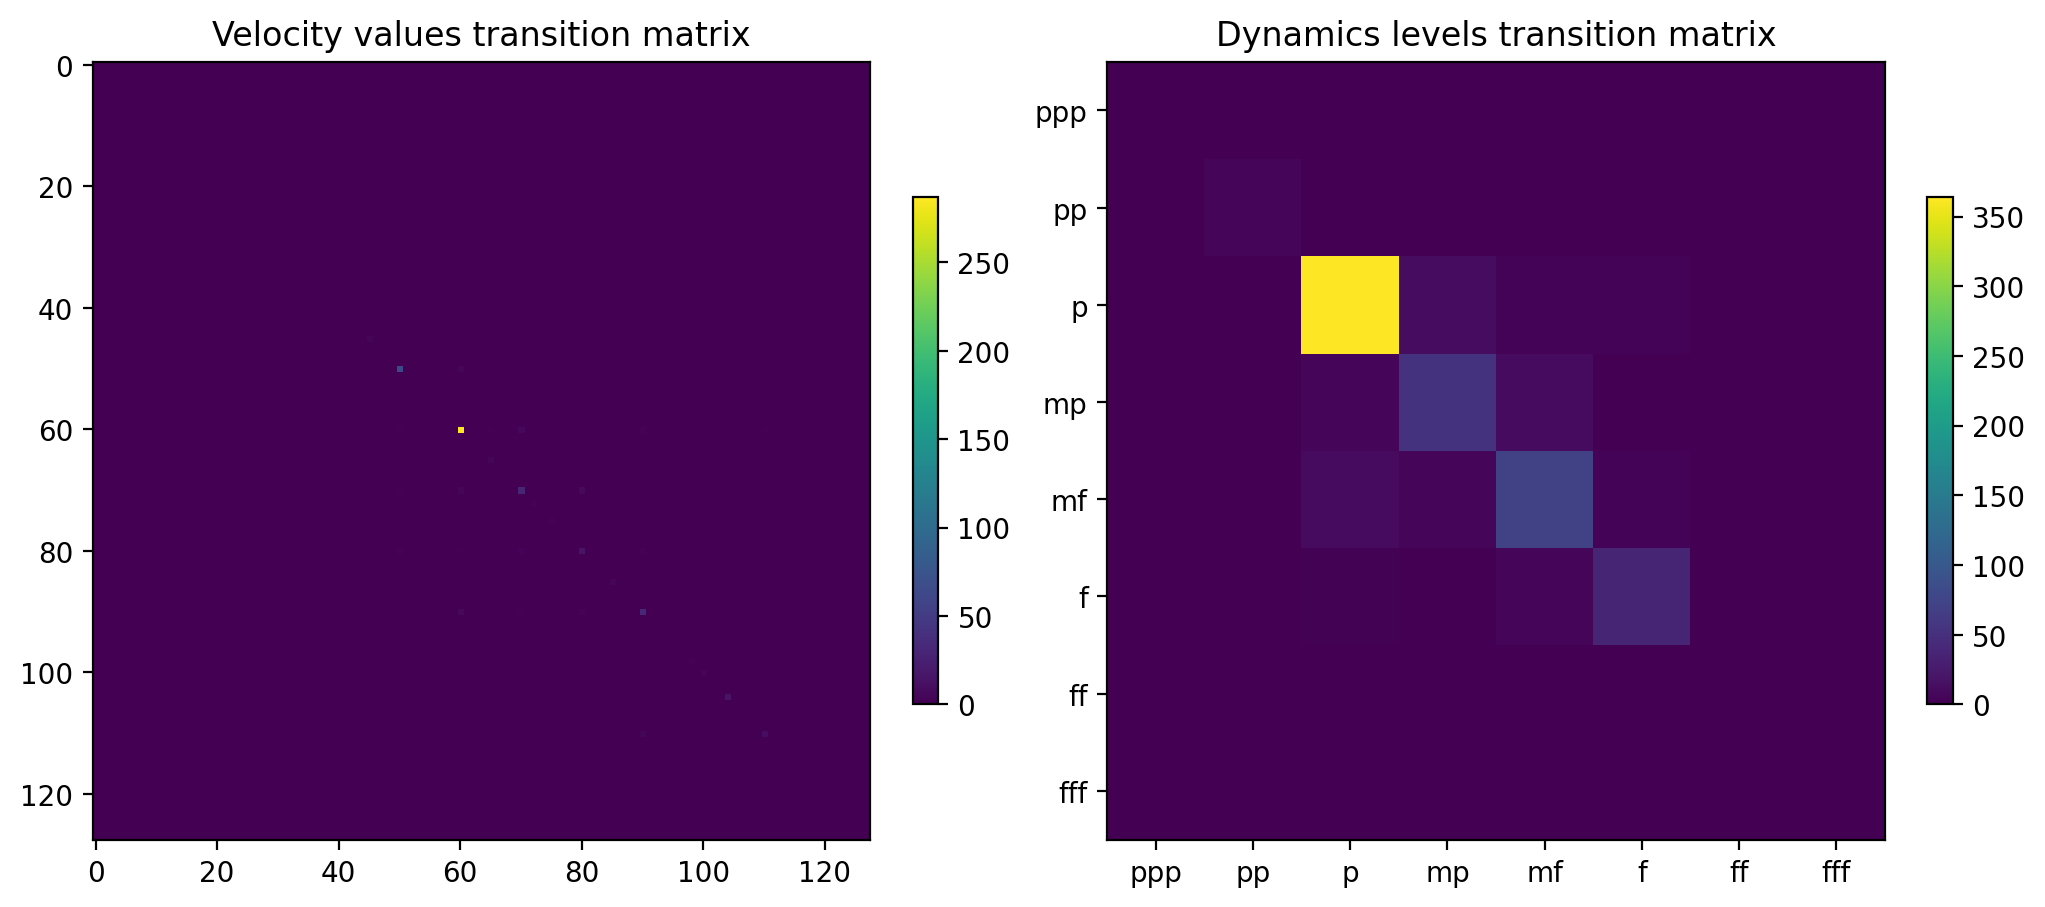 Velocity values transition matrix
0
20
40
60
80
100
120
0 20 40 60 80 100 120
250
200
150
100
50
0
Dynamics levels transition matrix
ppp
pp
p
mp
mf
f
ff
fff
ppp pp p mp mf f ff fff
350
300
250
200
150
100
50
0